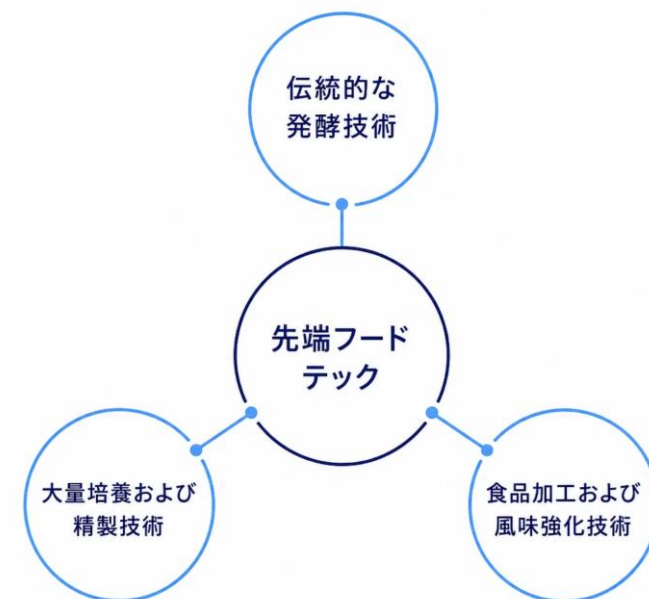 伝統的な
発酵技術
先端フード
テック
大量培養および
精製技術
食品加工および
風味強化技術